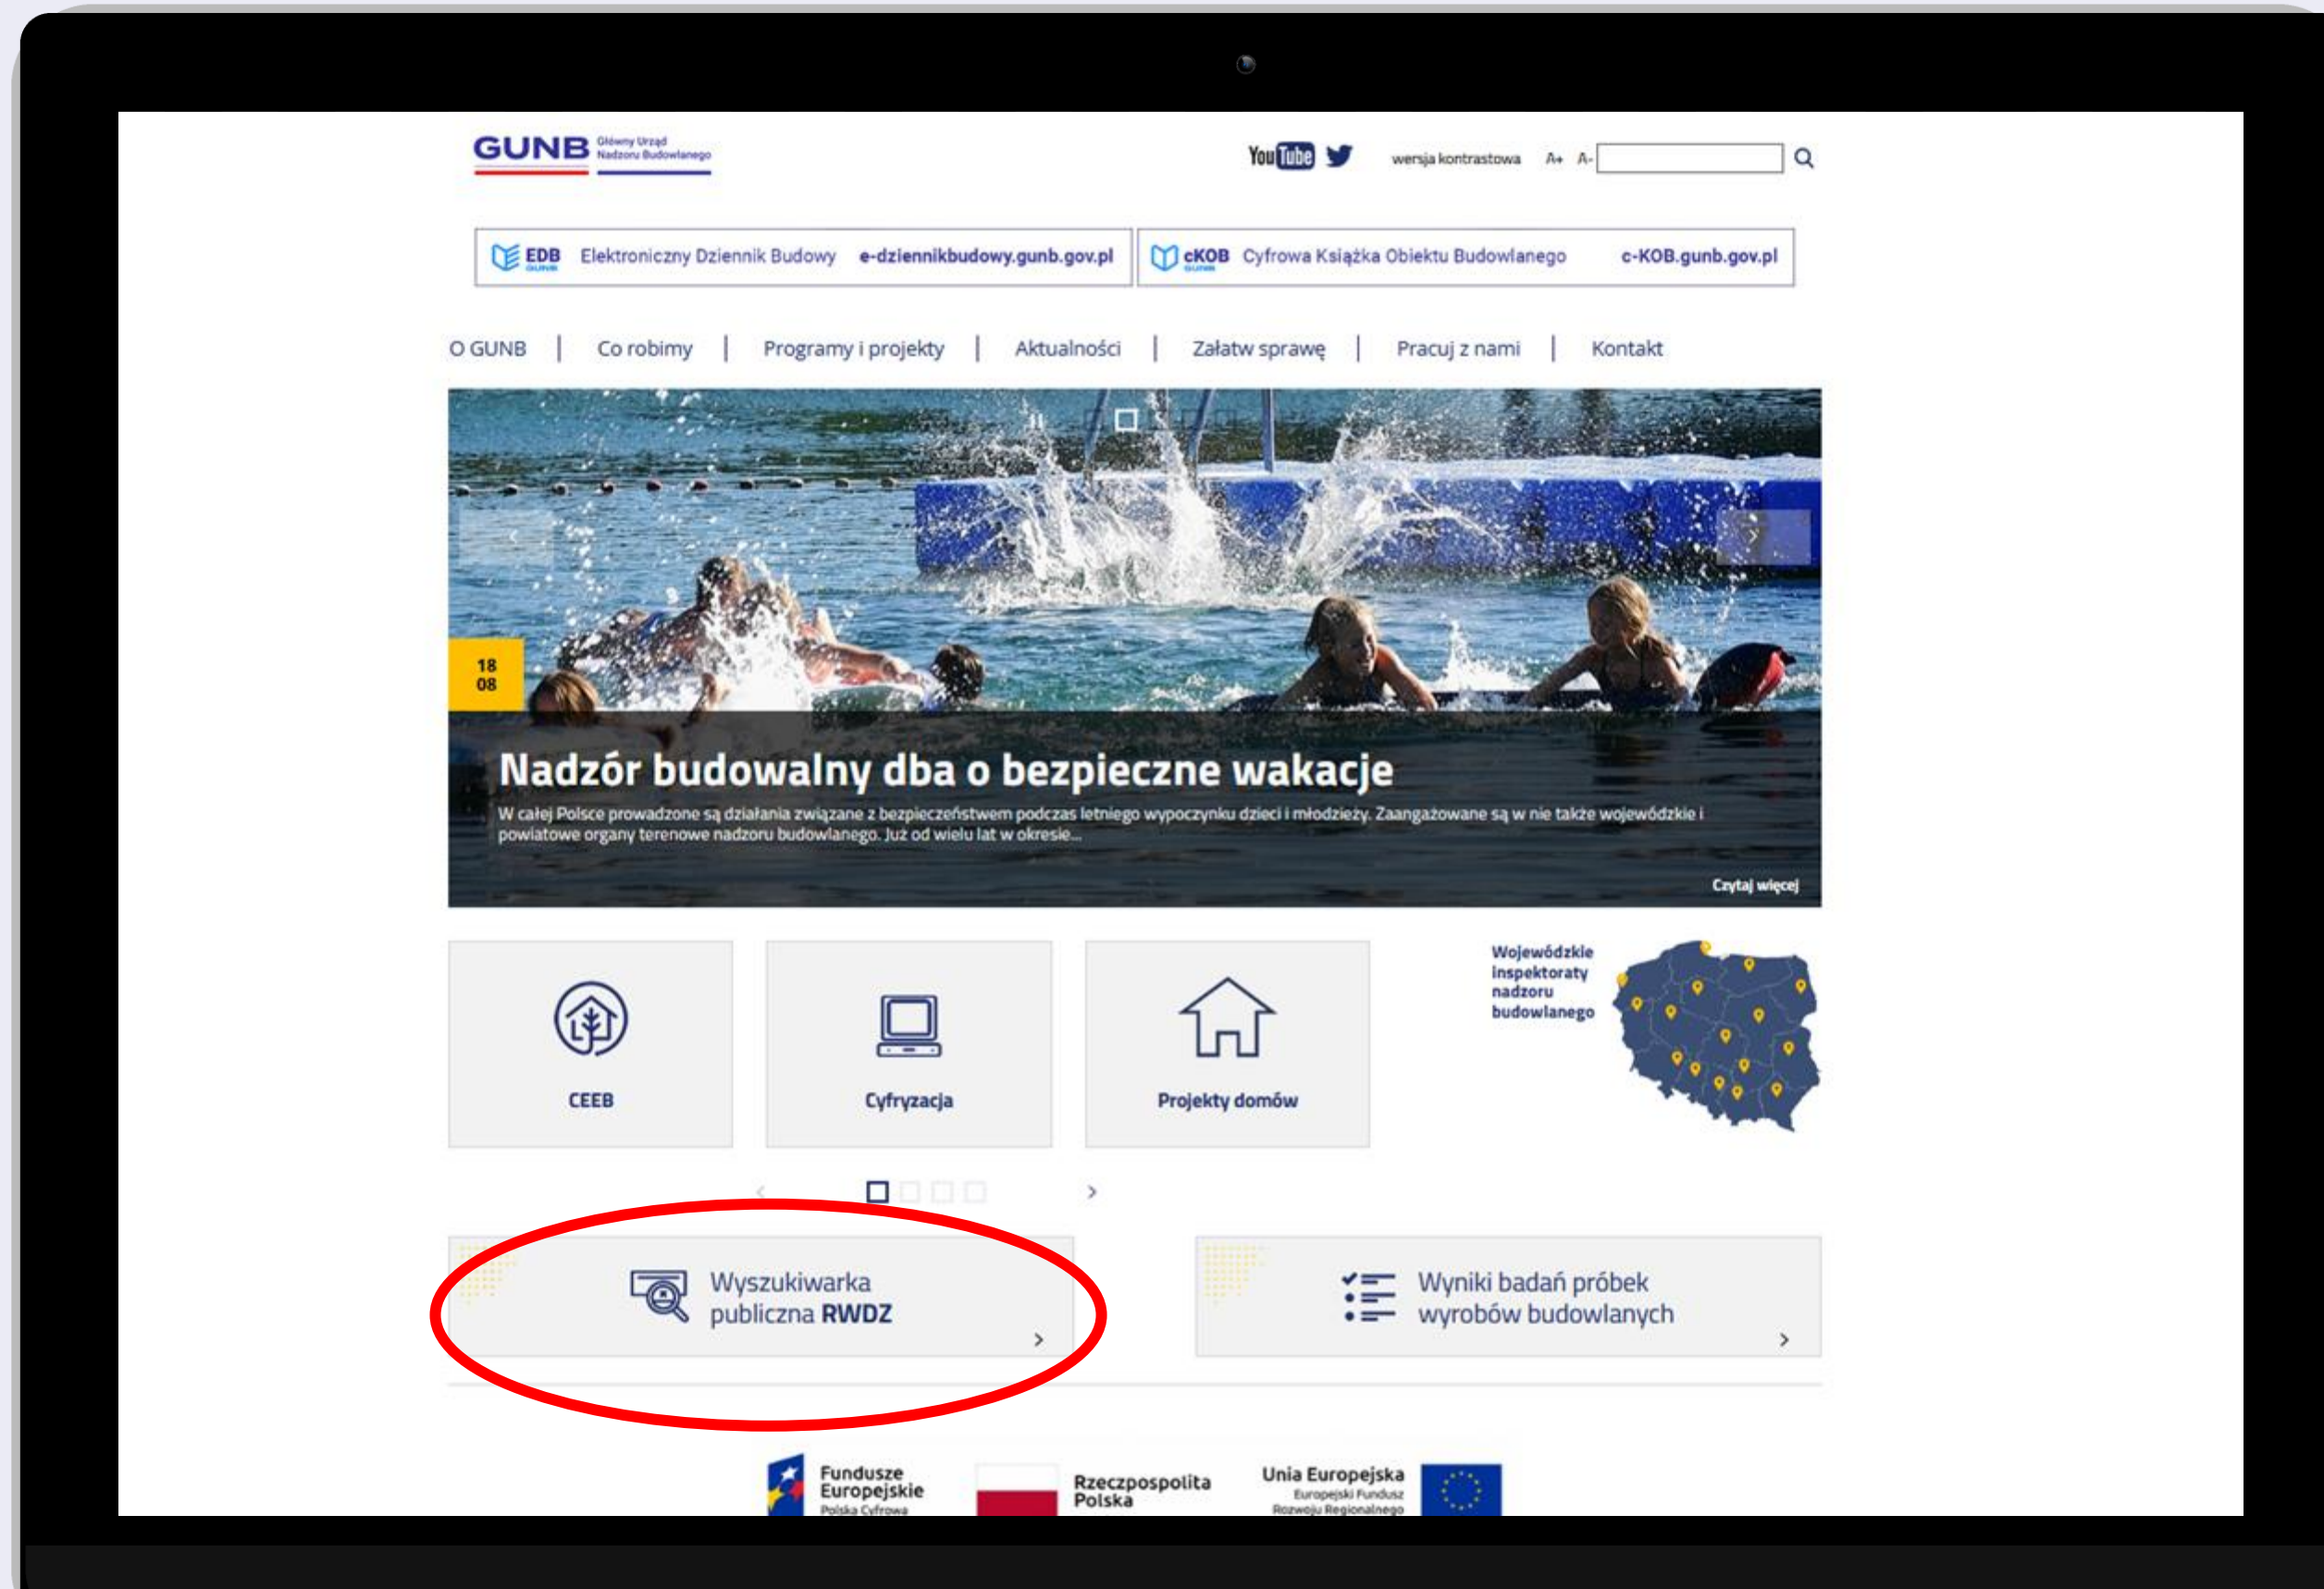 GUNB Główny Urząd
Nadzoru Budowlanego
YouTube wersja kontrastowa A+ A-
EDB GUNB Elektroniczny Dziennik Budowy e-dziennikbudowy.gunb.gov.pl
cKOB GUNB Cyfrowa Książka Obiektu Budowlanego c-KOB.gunb.gov.pl
O GUNB | Co robimy | Programy i projekty | Aktualności | Załatw sprawę | Pracuj z nami | Kontakt
18
08
Nadzór budowalny dba o bezpieczne wakacje
W całej Polsce prowadzone są działania związane z bezpieczeństwem podczas letniego wypoczynku dzieci i młodzieży. Zaangażowane są w nie także wojewódzkie i
powiatowe organy terenowe nadzoru budowlanego. Już od wielu lat w okresie...
Czytaj więcej
CEEB
Cyfryzacja
Projekty domów
Wojewódzkie
inspektoraty
nadzoru
budowlanego
Wyszukiwarka
publiczna RWDZ
Wyniki badań próbek
wyrobów budowlanych
Fundusze
Europejskie
Polska Cyfrowa
Rzeczpospolita
Polska
Unia Europejska
Europejski Fundusz
Rozwoju Regionalnego